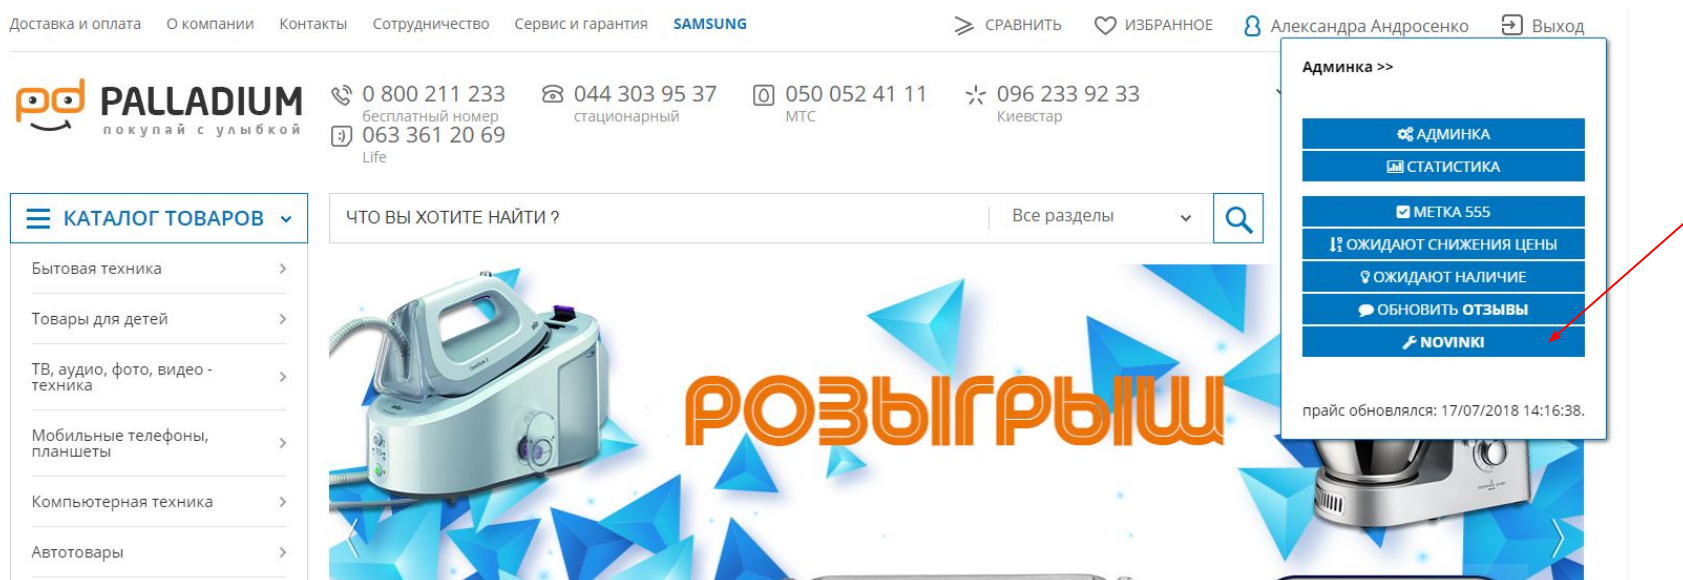 Доставка и оплата О компании Контакты Сотрудничество Сервис и гарантия SAMSUNG СРАВНИТЬ ИЗБРАННОЕ Александра Андросенко Выход
Админка >>
pd PALLADIUM
покупай с улыбкой
0 800 211 233 044 303 95 37 050 052 41 11 096 233 92 33
бесплатный номер стационарный МТС Киевстар
063 361 20 69
Life
АДМИНКА
СТАТИСТИКА
КАТАЛОГ ТОВАРОВ
ЧТО ВЫ ХОТИТЕ НАЙТИ ? Все разделы
МЕТКА 555
ОЖИДАЮТ СНИЖЕНИЯ ЦЕНЫ
ОЖИДАЮТ НАЛИЧИЕ
ОБНОВИТЬ ОТЗЫВЫ
NOVINKI
прайс обновлялся: 17/07/2018 14:16:38.
Бытовая техника
Товары для детей
ТВ, аудио, фото, видео -
техника
Мобильные телефоны,
планшеты
Компьютерная техника
Автотовары
РОЗЫГРЫШ